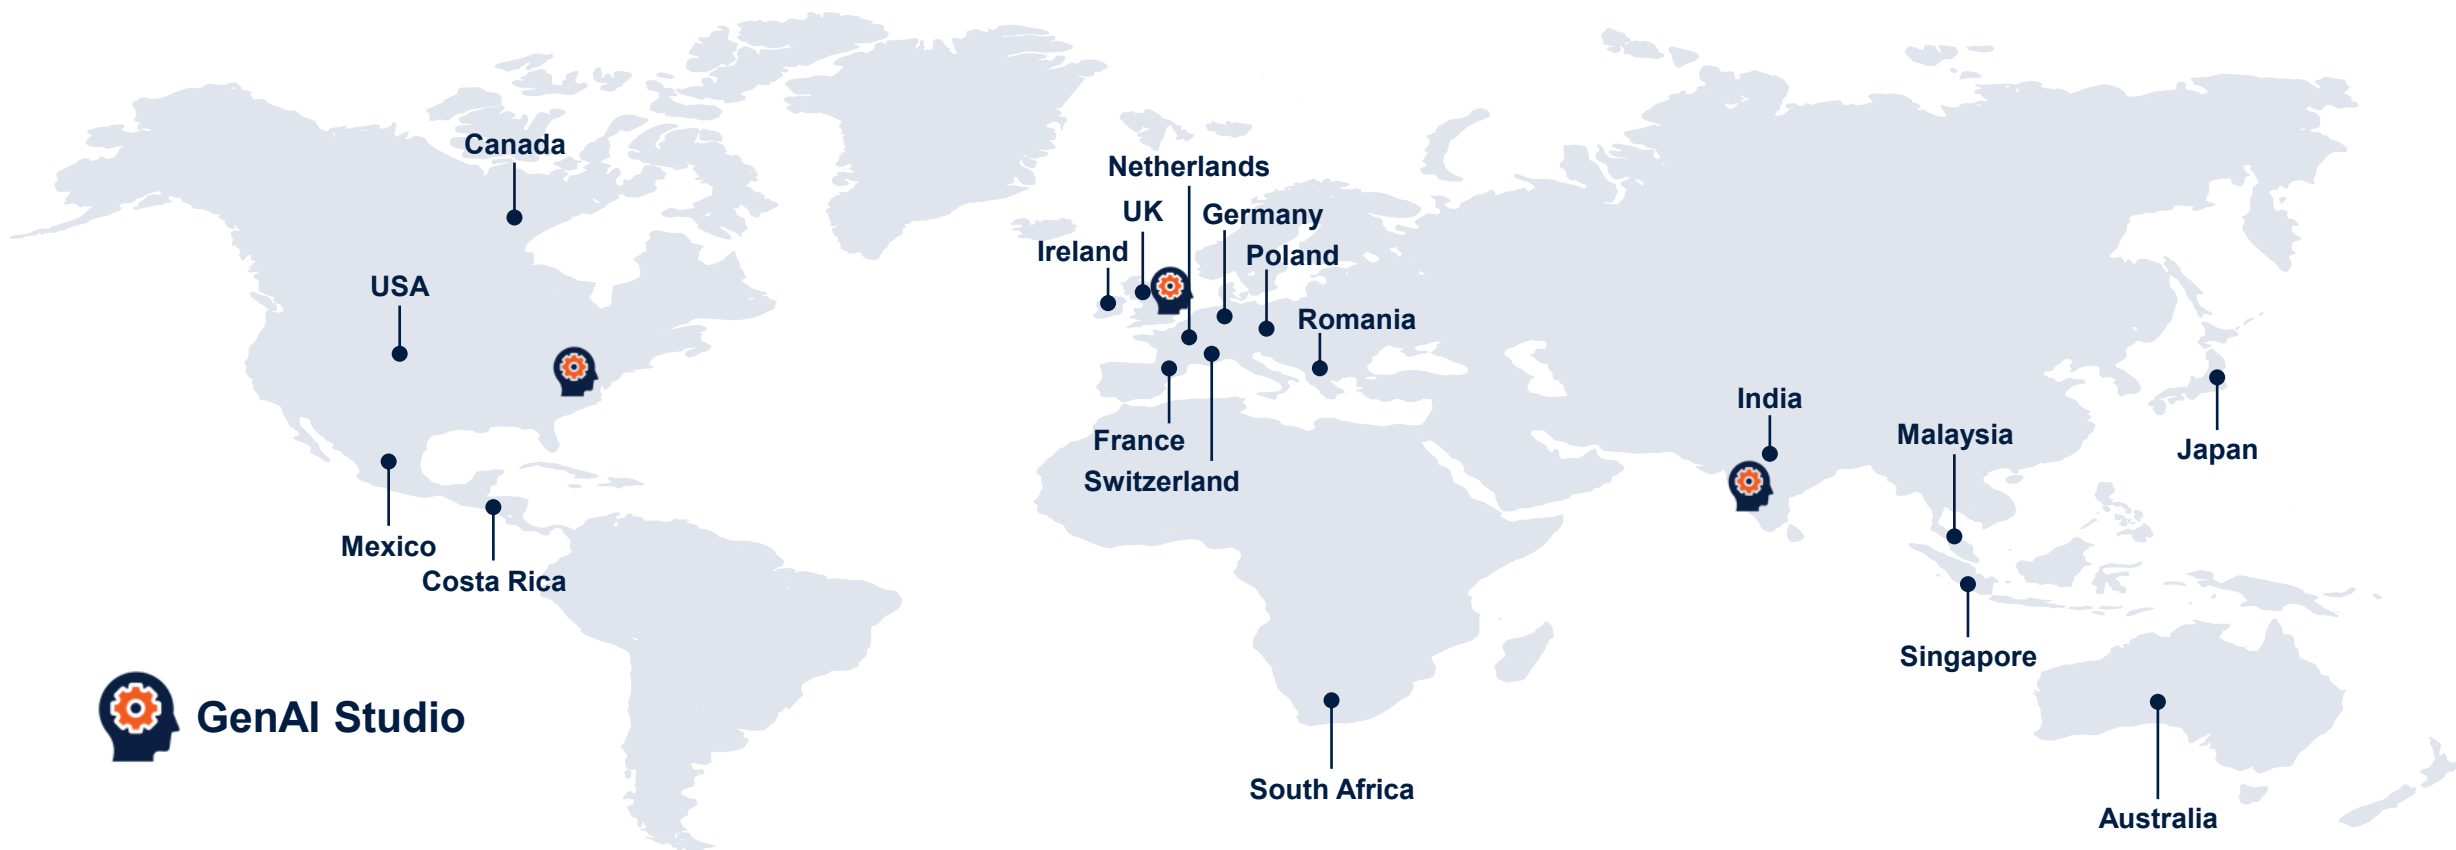 Canada
Netherlands
UK
Germany
Ireland
Poland
USA
Romania
India
France
Malaysia
Japan
Switzerland
Mexico
Costa Rica
Singapore
GenAI Studio
South Africa
Australia